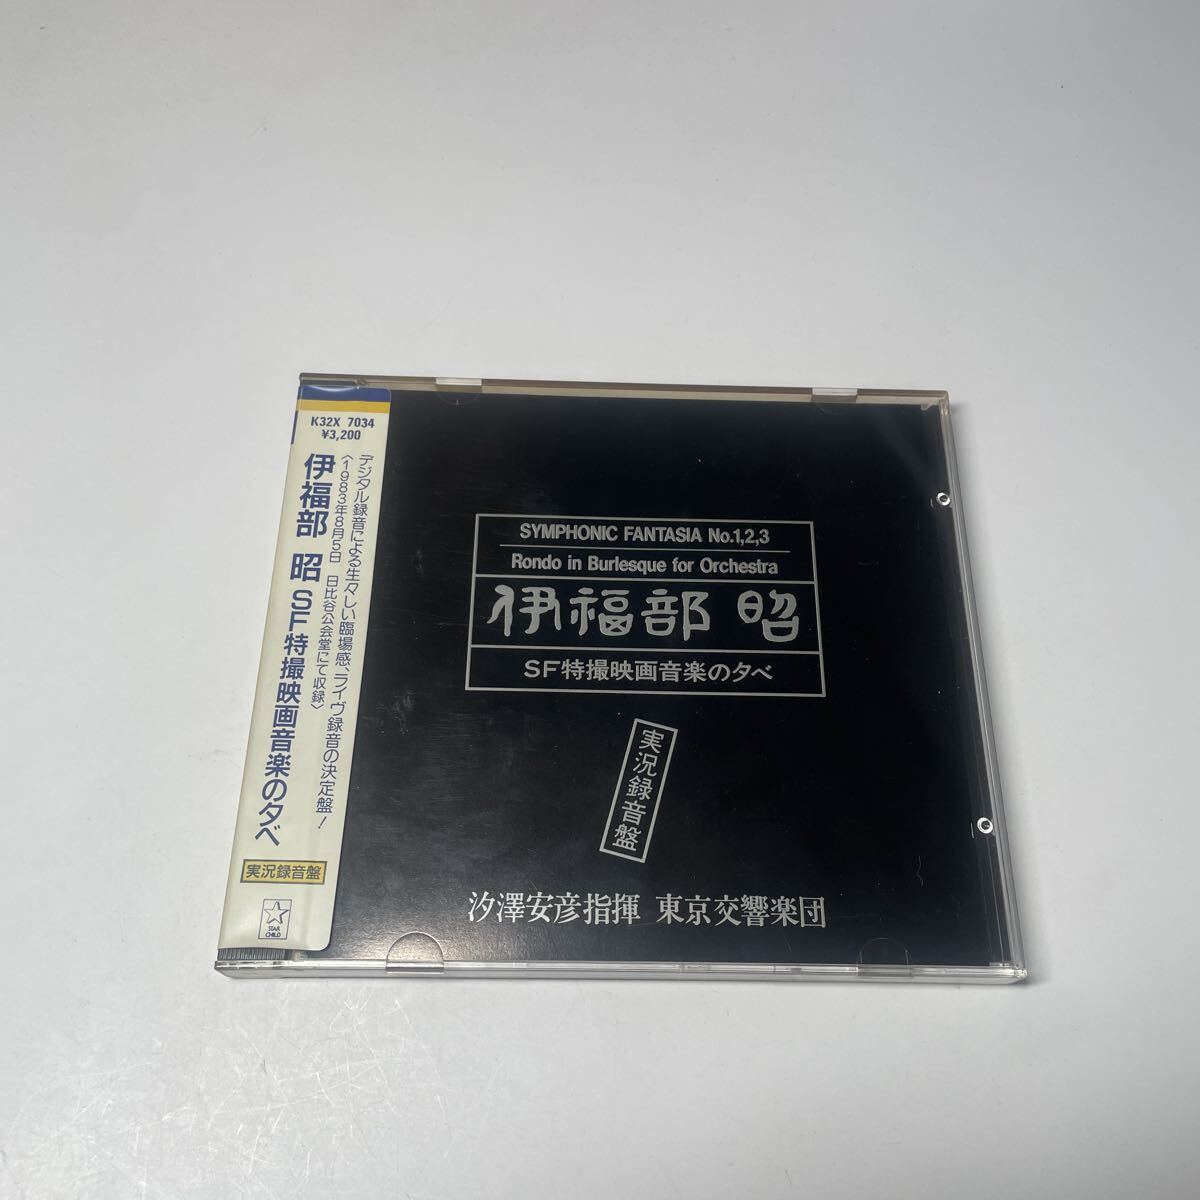 K32X 7034
¥3,200
デジタル録音による生々しい臨場感、ライヴ録音の決定盤!
〈1983年8月5日 日比谷公会堂にて収録〉
伊福部 昭 SF特撮映画音楽の夕べ
実況録音盤
STAR
CHILD
SYMPHONIC FANTASIA No.1,2,3
Rondo in Burlesque for Orchestra
伊福部 昭
SF特撮映画音楽の夕べ
実況録音盤
汐澤安彦指揮 東京交響楽団